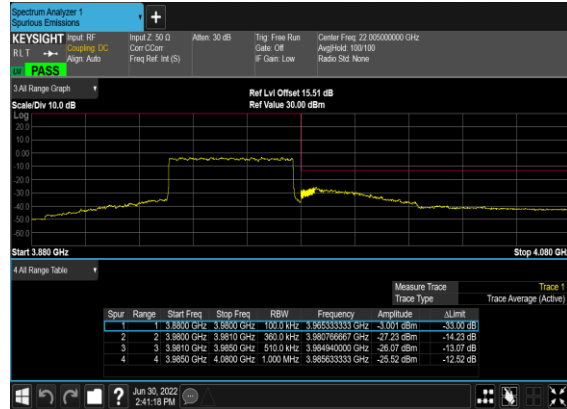 Spectrum Analyzer 1
Spurious Emissions
+
KEYSIGHT Input: RF Input Z: 50 Ω Atten: 30 dB Trig: Free Run Center Freq: 22.005000000 GHz
RLT Coupling: DC Corr CCorr Gate: Off Avg|Hold: 100/100
Align: Auto Freq Ref: Int (S) IF Gain: Low Radio Std: None
PASS
3 All Range Graph
Ref Lvl Offset 15.51 dB
Scale/Div 10.0 dB Ref Value 30.00 dBm
Log
20.0
10.0
0.00
-10.0
-20.0
-30.0
-40.0
-50.0
-60.0
Start 3.880 GHz Stop 4.080 GH
4 All Range Table
Measure Trace Trace 1
Trace Type Trace Average (Active)
Spur Range Start Freq Stop Freq RBW Frequency Amplitude ΔLimit
1 1 3.8800 GHz 3.9800 GHz 100.0 kHz 3.965333333 GHz -3.001 dBm -33.00 dB
2 2 3.9800 GHz 3.9810 GHz 360.0 kHz 3.980766667 GHz -27.23 dBm -14.23 dB
3 3 3.9810 GHz 3.9850 GHz 510.0 kHz 3.984940000 GHz -26.07 dBm -13.07 dB
4 4 3.9850 GHz 4.0800 GHz 1.000 MHz 3.985633333 GHz -25.52 dBm -12.52 dB
? Jun 30, 2022
2:41:18 PM